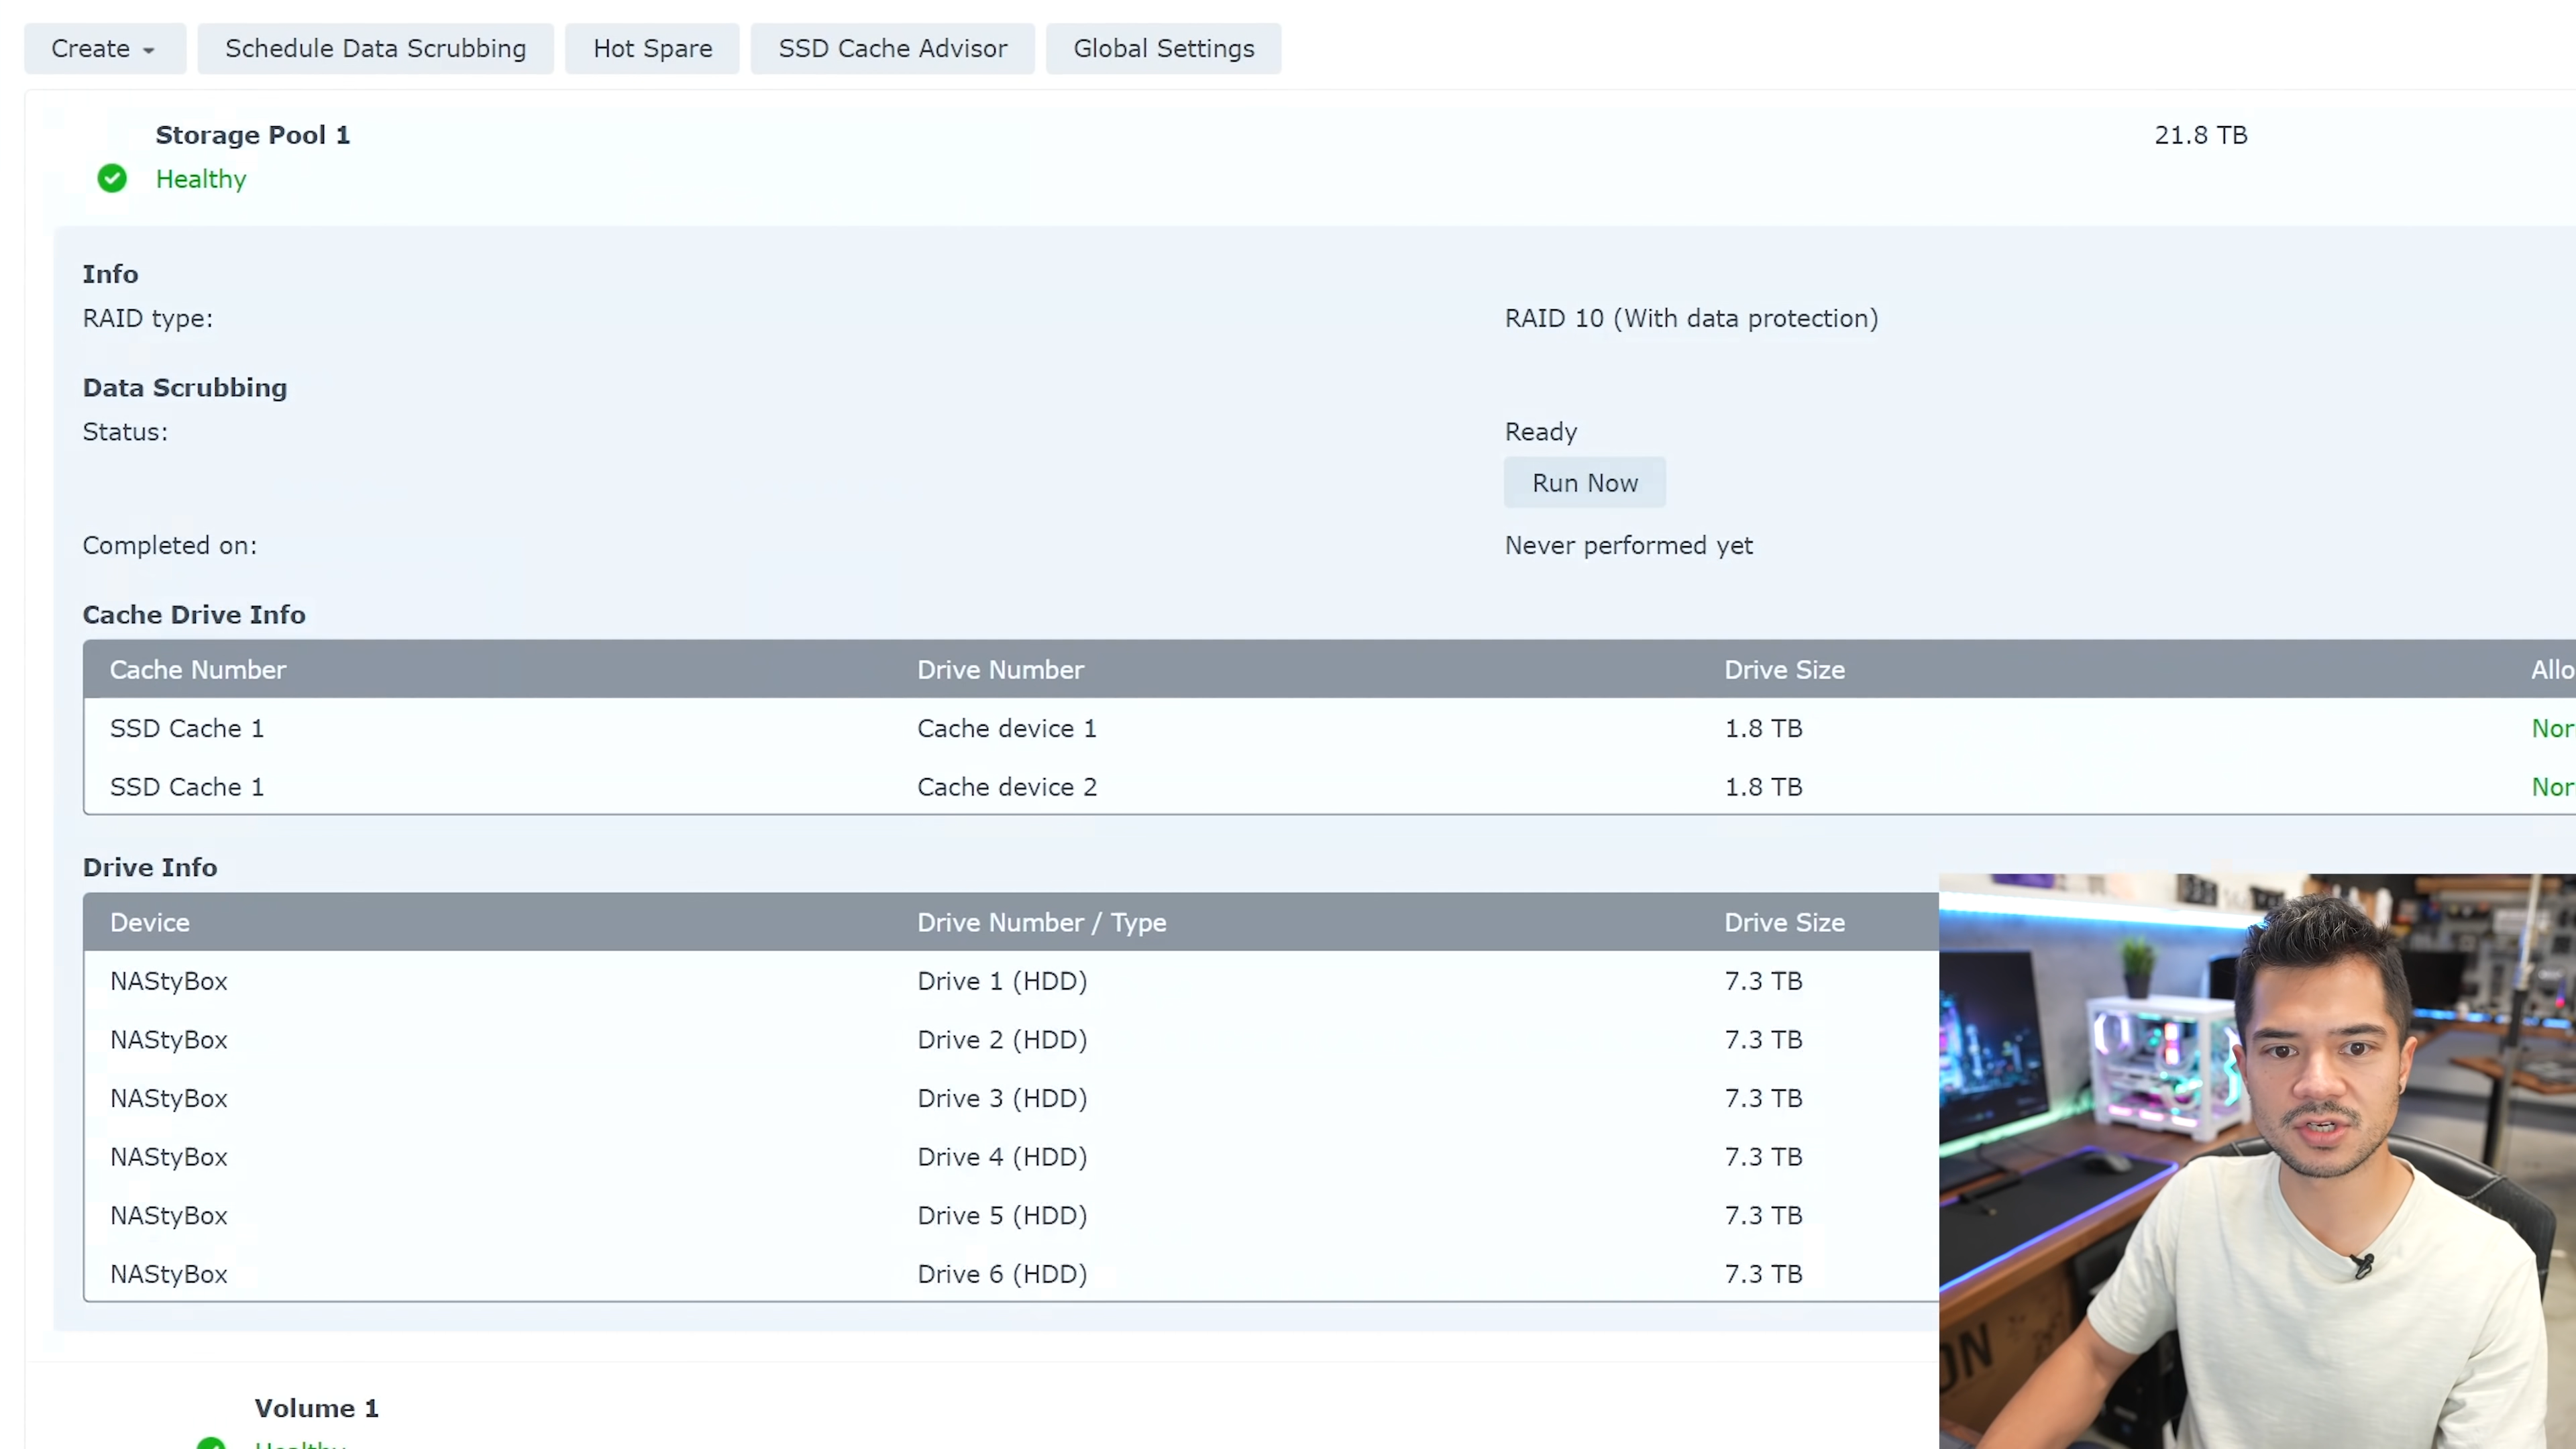 Create
Schedule Data Scrubbing
Hot Spare
SSD Cache Advisor
Global Settings
Storage Pool 1
21.8 TB
Healthy
Info
RAID type: RAID 10 (With data protection)
Data Scrubbing
Status: Ready
Run Now
Completed on: Never performed yet
Cache Drive Info
Cache Number Drive Number Drive Size Allo
SSD Cache 1 Cache device 1 1.8 TB Nor
SSD Cache 1 Cache device 2 1.8 TB Nor
Drive Info
Device Drive Number / Type Drive Size
NAStyBox Drive 1 (HDD) 7.3 TB
NAStyBox Drive 2 (HDD) 7.3 TB
NAStyBox Drive 3 (HDD) 7.3 TB
NAStyBox Drive 4 (HDD) 7.3 TB
NAStyBox Drive 5 (HDD) 7.3 TB
NAStyBox Drive 6 (HDD) 7.3 TB
Volume 1
Healthy